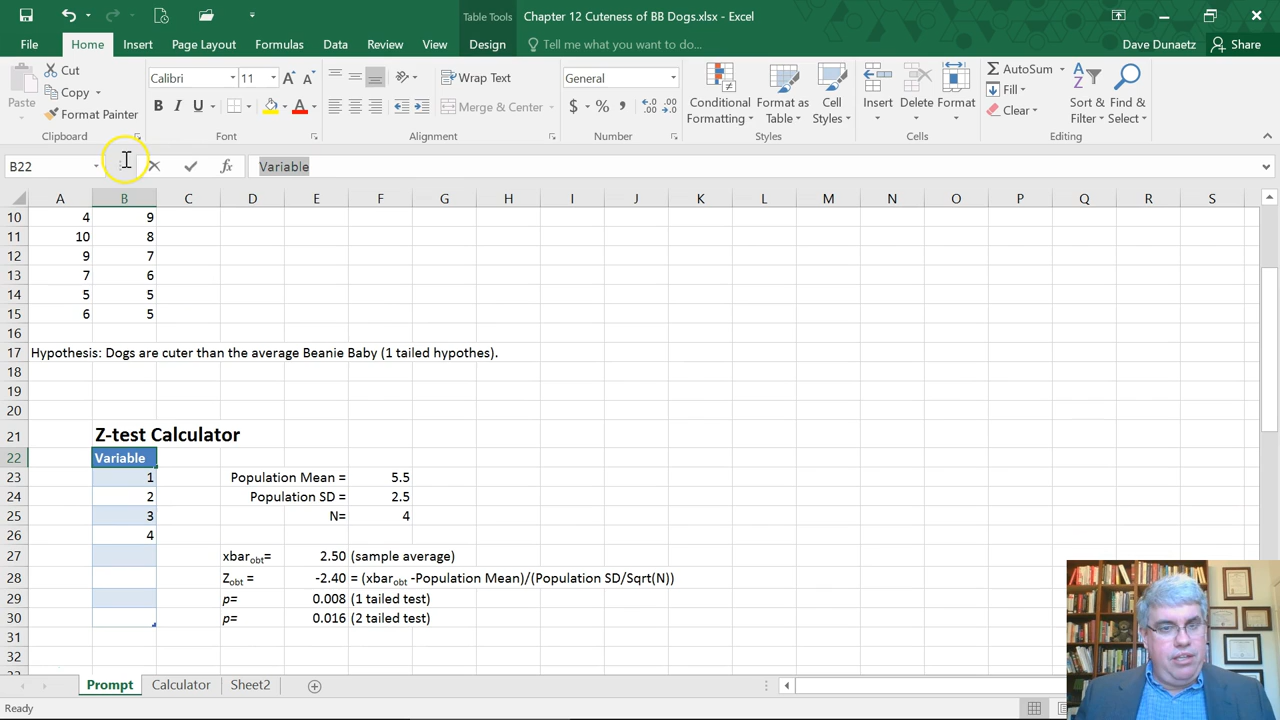 Table Tools
Chapter 12 Cuteness of BB Dogs.xlsx - Excel
File Home Insert Page Layout Formulas Data Review View Design Tell me what you want to do... Dave Dunaetz Share
Paste Cut Copy Format Painter
Calibri 11 A A
B I U A
Wrap Text
Merge & Center
General
$ % ,
Conditional Formatting Format as Table Cell Styles
Insert Delete Format
AutoSum Fill Clear
Sort & Filter Find & Select
Clipboard Font Alignment Number Styles Cells Editing
B22 fx Variable
A B C D E F G H I J K L M N O P Q R S
10 4 9
11 10 8
12 9 7
13 7 6
14 5 5
15 6 5
16
17 Hypothesis: Dogs are cuter than the average Beanie Baby (1 tailed hypothes).
18
19
20
21 Z-test Calculator
22 Variable
23 1 Population Mean = 5.5
24 2 Population SD = 2.5
25 3 N= 4
26 4
27 xbarobt= 2.50 (sample average)
28 Zobt = -2.40 = (xbarobt -Population Mean)/(Population SD/Sqrt(N))
29 p= 0.008 (1 tailed test)
30 p= 0.016 (2 tailed test)
31
32
Prompt Calculator Sheet2
Ready